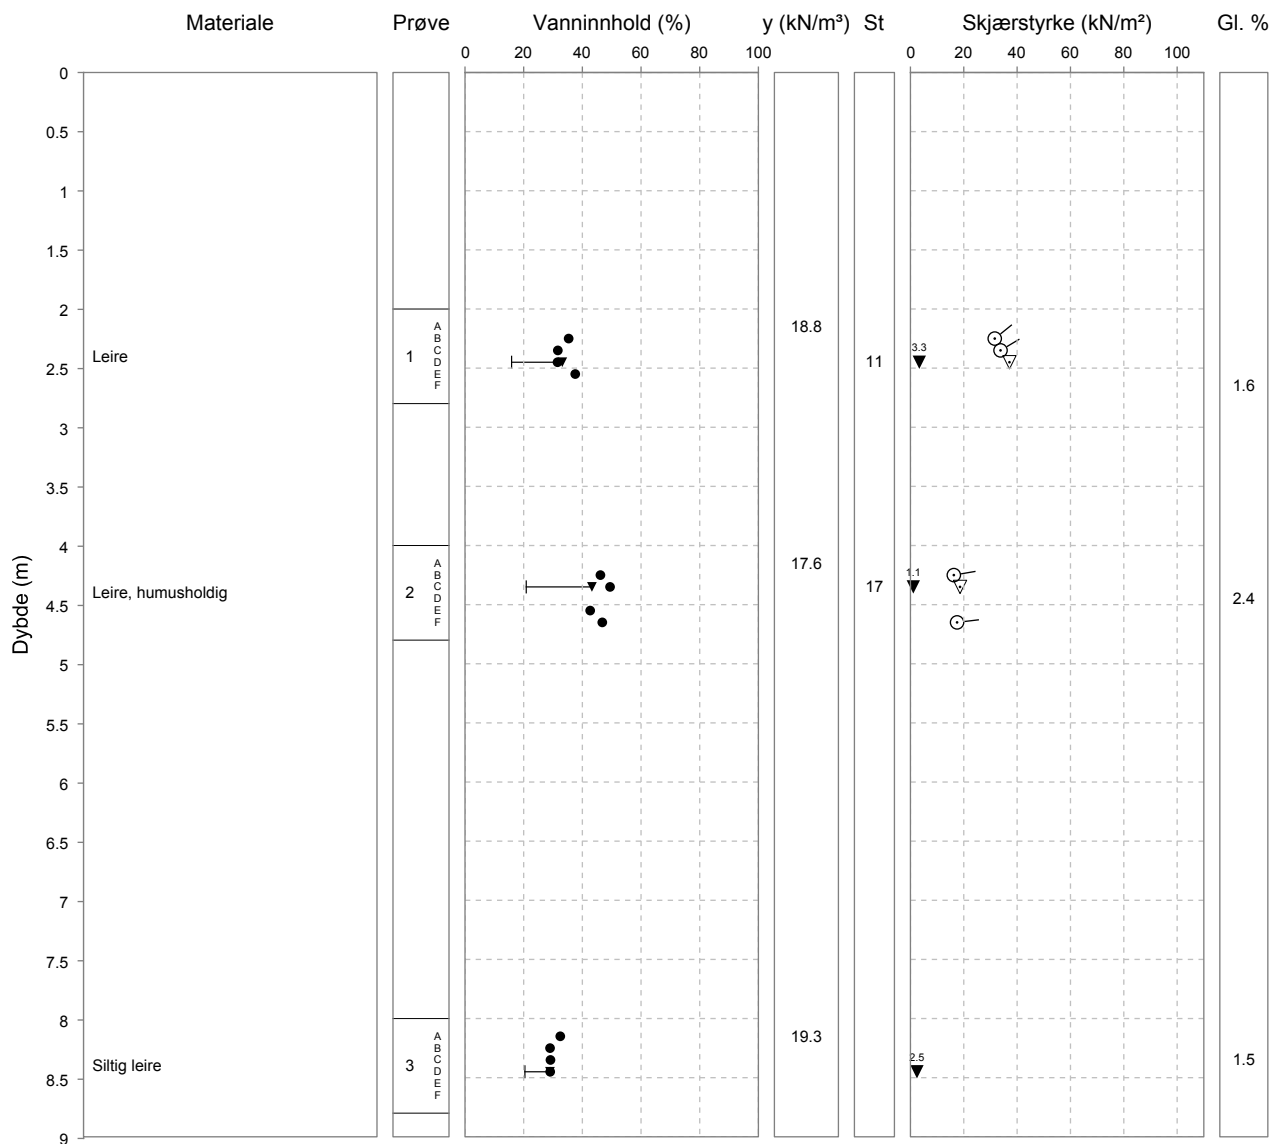 Materiale Prøve Vanninnhold (%) y (kN/m³) St Skjærstyrke (kN/m²) Gl. %
0 20 40 60 80 100 0 20 40 60 80 100
0
0.5
1
1.5
2
A
18.8
B
3.3
Leire 1 C
D
11
2.5 E
1.6
F
3
3.5
4
A
17.6
B
1.1
C
17
Leire, humusholdig 2 D
2.4
4.5 E
F
Dybde (m)
5
5.5
6
6.5
7
7.5
8
A
19.3
B
2.5
C
1.5
Siltig leire 3 D
8.5 E
F
9